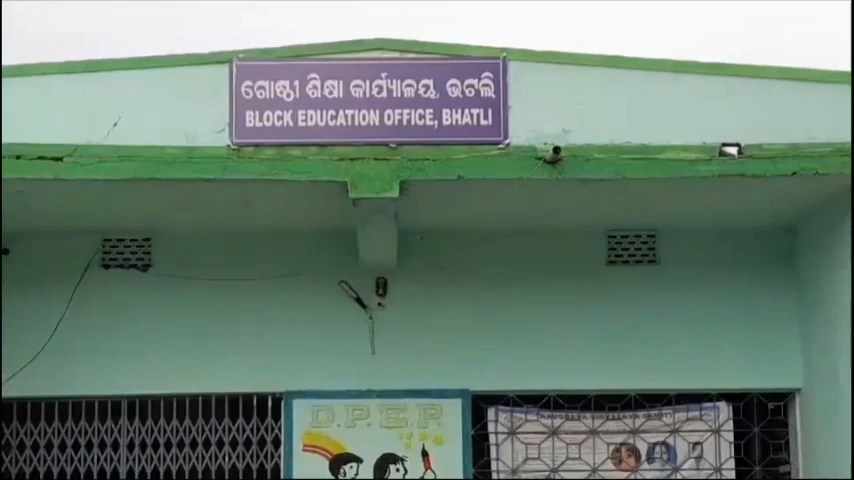 ଗୋଷ୍ଠୀ ଶିକ୍ଷା କାର୍ଯ୍ୟାଳୟ, ଭଟଲି
BLOCK EDUCATION OFFICE, BHATLI
D.P.E.P